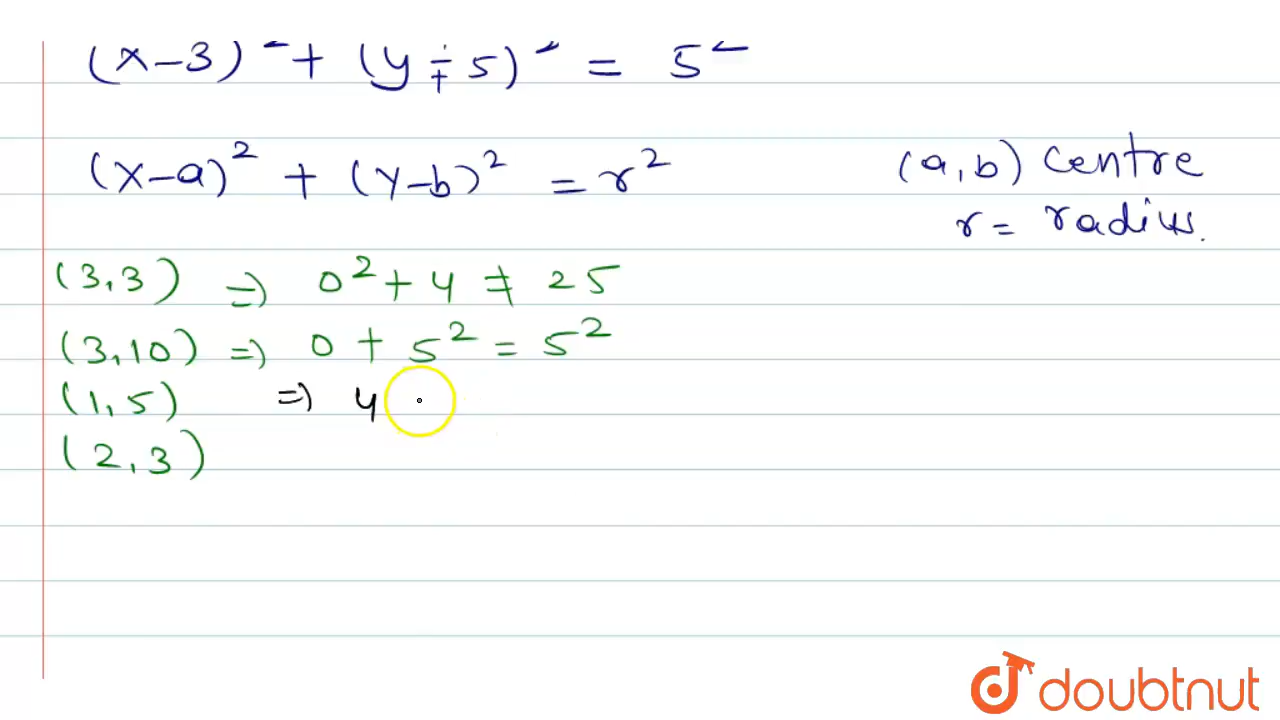 (x-3)² + (y÷5)² = 5²
(x-a)² + (y-b)² = r²
(a,b) centre
r = radius.
(3,3) => 0² + 4 ≠ 25
(3,10) => 0 + 5² = 5²
(1,5) => 4
(2,3)
doubtnut